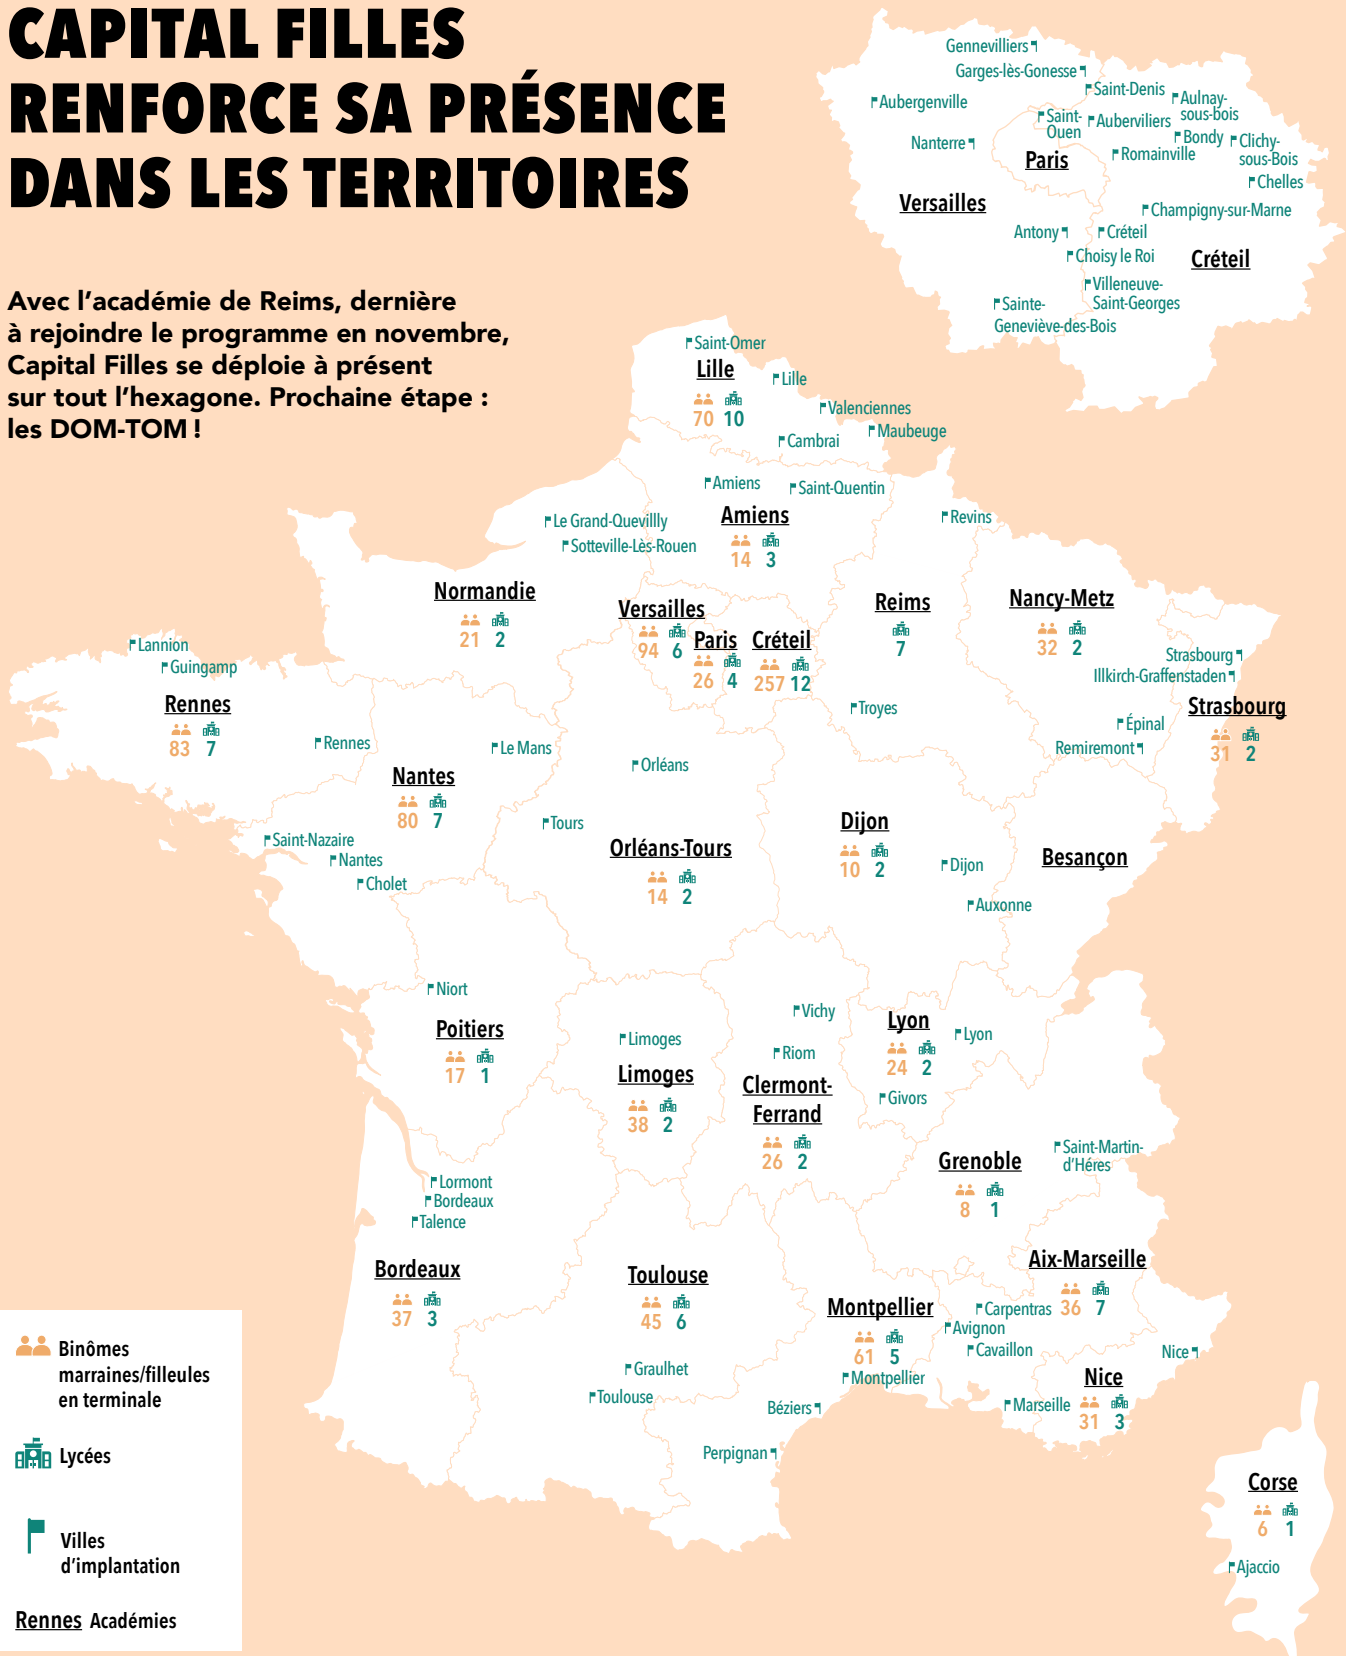 CAPITAL FILLES
RENFORCE SA PRÉSENCE
DANS LES TERRITOIRES
Avec l’académie de Reims, dernière
à rejoindre le programme en novembre,
Capital Filles se déploie à présent
sur tout l’hexagone. Prochaine étape :
les DOM-TOM !
Gennevilliers
Garges-lès-Gonesse
Saint-Denis
Aubergenville
Aulnay-
sous-bois
Saint-
Ouen
Auberviliers
Nanterre
Bondy
Clichy-
sous-Bois
Paris
Romainville
Chelles
Versailles
Champigny-sur-Marne
Antony
Créteil
Choisy le Roi
Créteil
Villeneuve-
Saint-Georges
Sainte-
Geneviève-des-Bois
Saint-Omer
Lille
70 10
Lille
Valenciennes
Maubeuge
Cambrai
Amiens
Saint-Quentin
Amiens
14 3
Revins
Le Grand-Quevillly
Sotteville-Lès-Rouen
Normandie
21 2
Versailles
94 6
Paris
26 4
Créteil
257 12
Reims
7
Nancy-Metz
32 2
Strasbourg
Illkirch-Graffenstaden
Strasbourg
31 2
Lannion
Guingamp
Rennes
83 7
Rennes
Troyes
Épinal
Remiremont
Le Mans
Orléans
Nantes
80 7
Tours
Saint-Nazaire
Nantes
Cholet
Orléans-Tours
14 2
Dijon
10 2
Dijon
Auxonne
Besançon
Niort
Poitiers
17 1
Limoges
Limoges
38 2
Vichy
Riom
Clermont-
Ferrand
26 2
Lyon
24 2
Lyon
Givors
Grenoble
8 1
Saint-Martin-
d’Héres
Lormont
Bordeaux
Talence
Bordeaux
37 3
Toulouse
45 6
Graulhet
Toulouse
Montpellier
61 5
Montpellier
Béziers
Perpignan
Aix-Marseille
36 7
Carpentras
Avignon
Cavaillon
Marseille
Nice
Nice
31 3
Corse
6 1
Ajaccio
Binômes
marraines/filleules
en terminale
Lycées
Villes
d’implantation
Rennes Académies